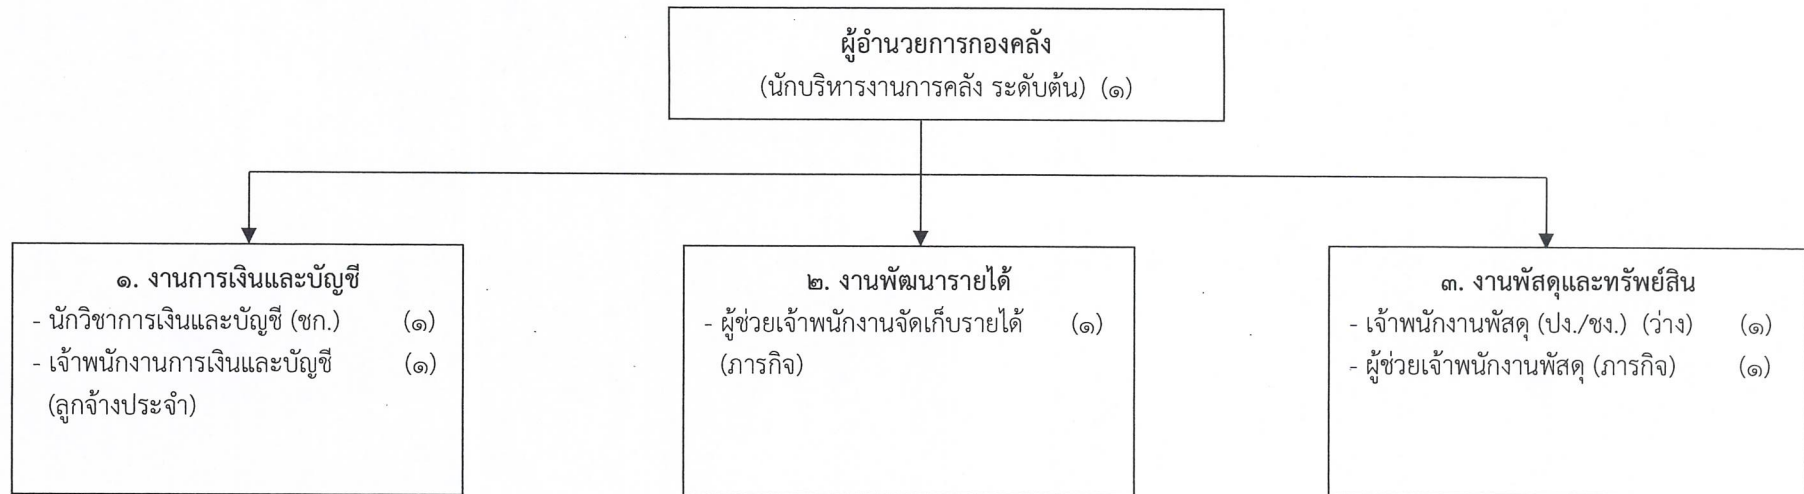 ผู้อำนวยการกองคลัง
(นักบริหารงานการคลัง ระดับต้น) (๑)
๑. งานการเงินและบัญชี
- นักวิชาการเงินและบัญชี (ชก.) (๑)
- เจ้าพนักงานการเงินและบัญชี (๑)
(ลูกจ้างประจำ)
๒. งานพัฒนารายได้
- ผู้ช่วยเจ้าพนักงานจัดเก็บรายได้ (๑)
(ภารกิจ)
๓. งานพัสดุและทรัพย์สิน
- เจ้าพนักงานพัสดุ (ปง./ชง.) (ว่าง) (๑)
- ผู้ช่วยเจ้าพนักงานพัสดุ (ภารกิจ) (๑)